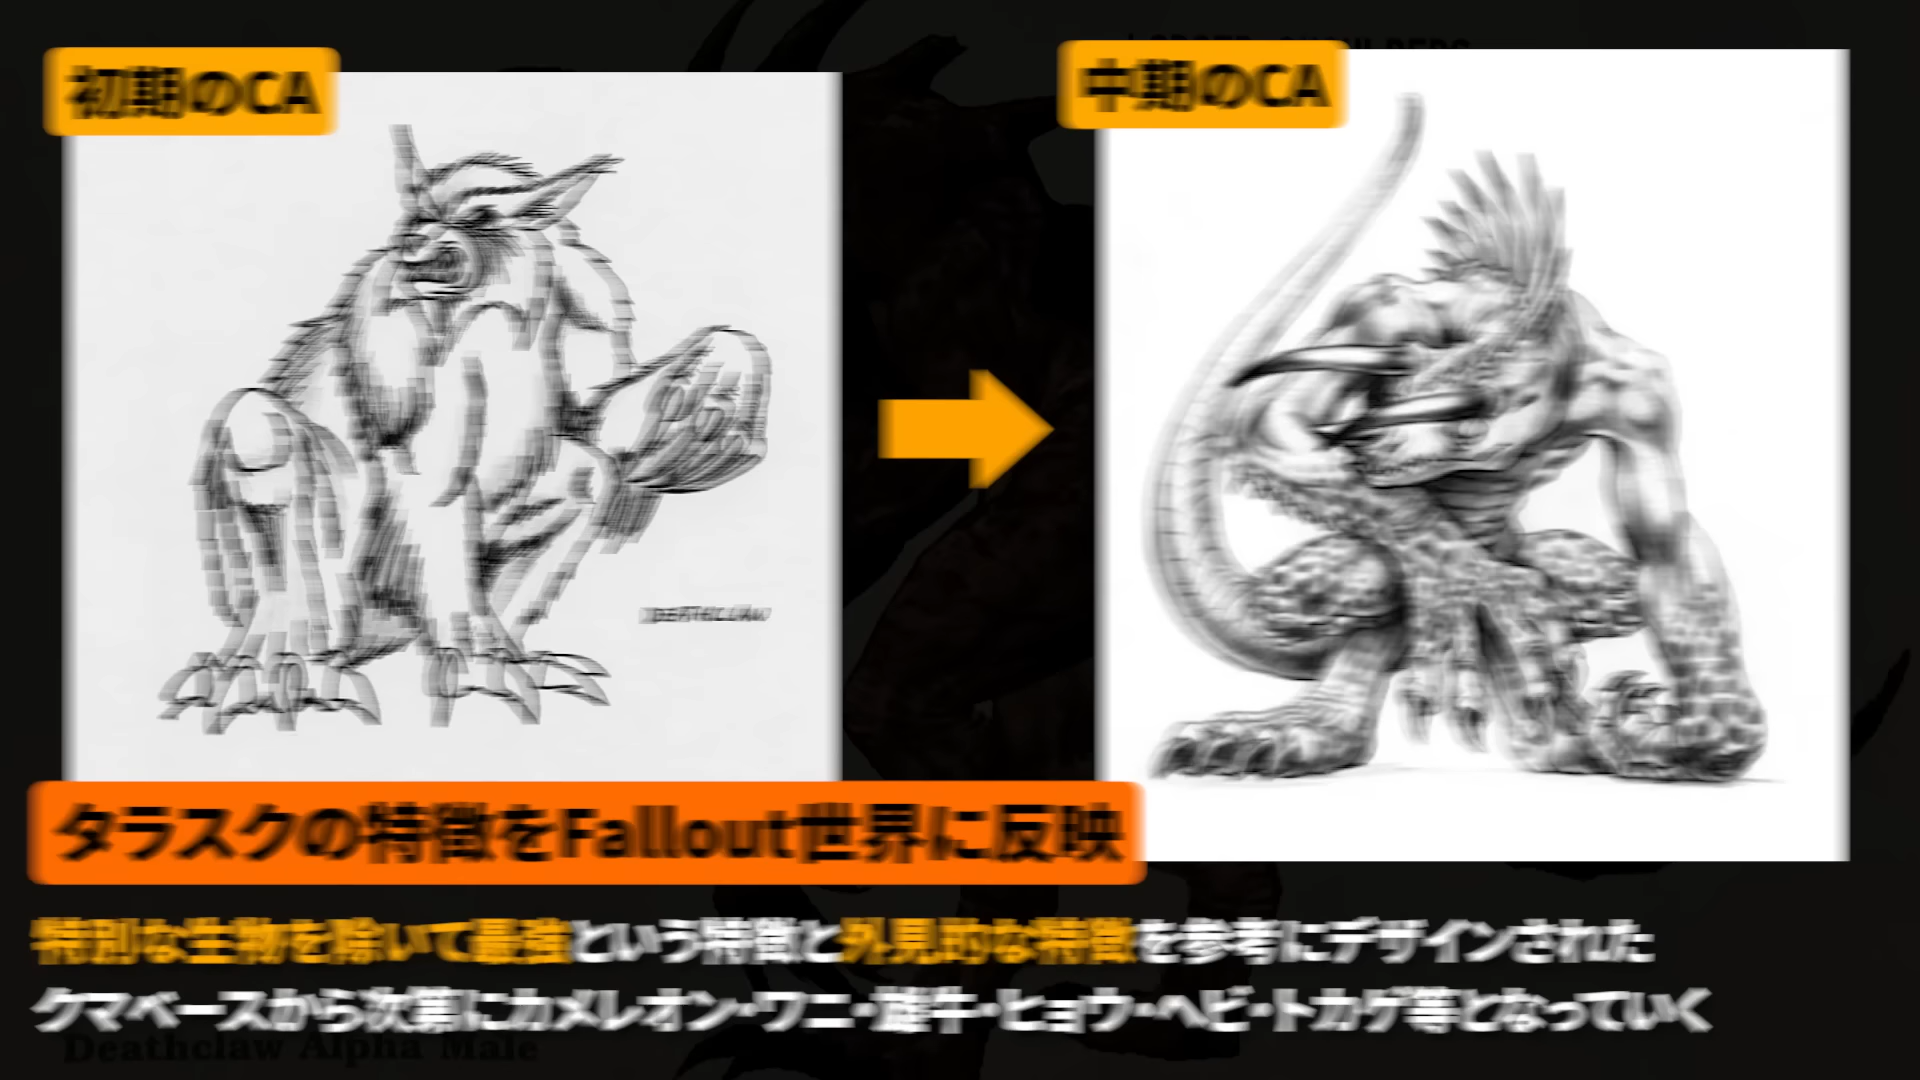 初期のCA
中期のCA
DEATHCLAW
タラスクの特徴をFallout世界に反映
特別な生物を除いて最強という特徴と外見的な特徴を参考にデザインされた
クマベースから次第にカメレオン・ワニ・雄牛・ヒョウ・ヘビ・トカゲ等となっていく
Deathclaw Alpha Male